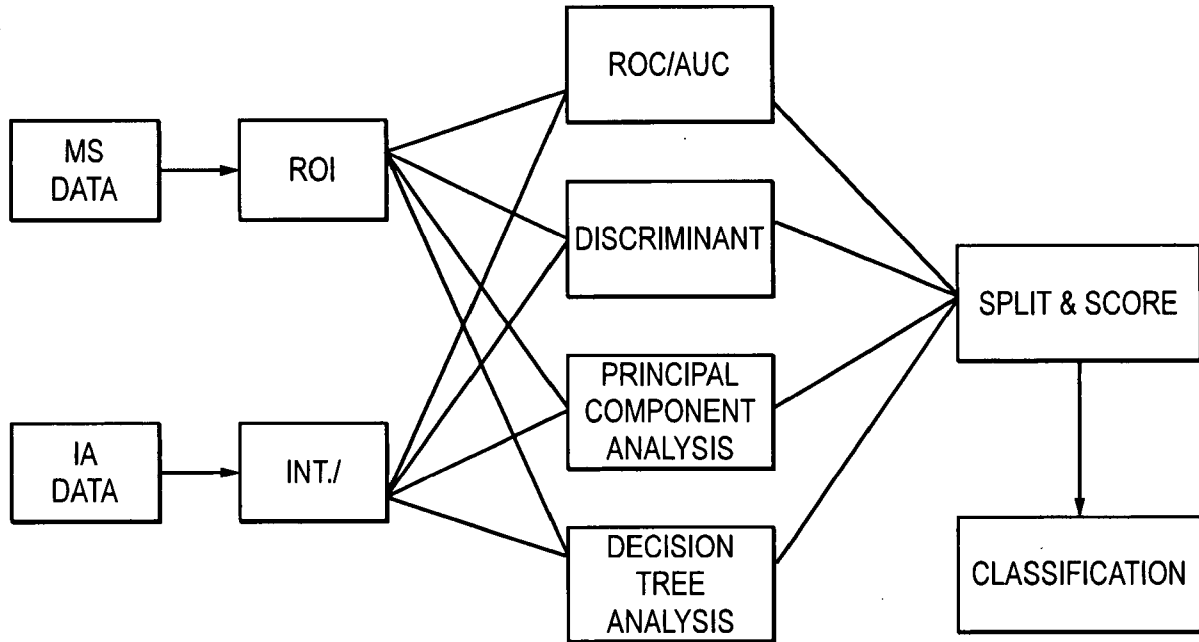 MS
DATA
ROI
IA
DATA
INT./
ROC/AUC
DISCRIMINANT
PRINCIPAL
COMPONENT
ANALYSIS
DECISION
TREE
ANALYSIS
SPLIT & SCORE
CLASSIFICATION